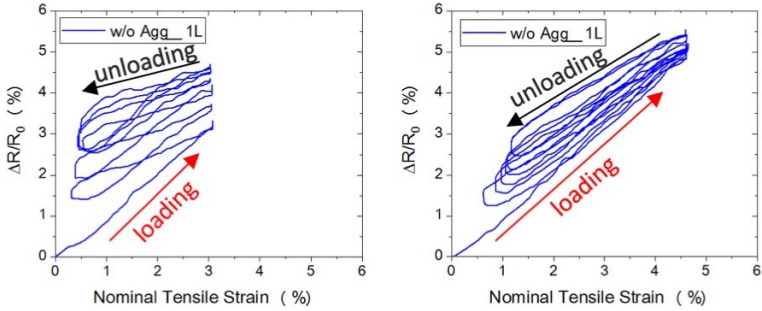 6
5
4
3
2
1
0
ΔR/R0 (%)
w/o Agg__1L
unloading
loading
0 1 2 3 4 5 6
Nominal Tensile Strain (%)
6
5
4
3
2
1
0
ΔR/R0 (%)
w/o Agg__1L
unloading
loading
0 1 2 3 4 5 6
Nominal Tensile Strain (%)